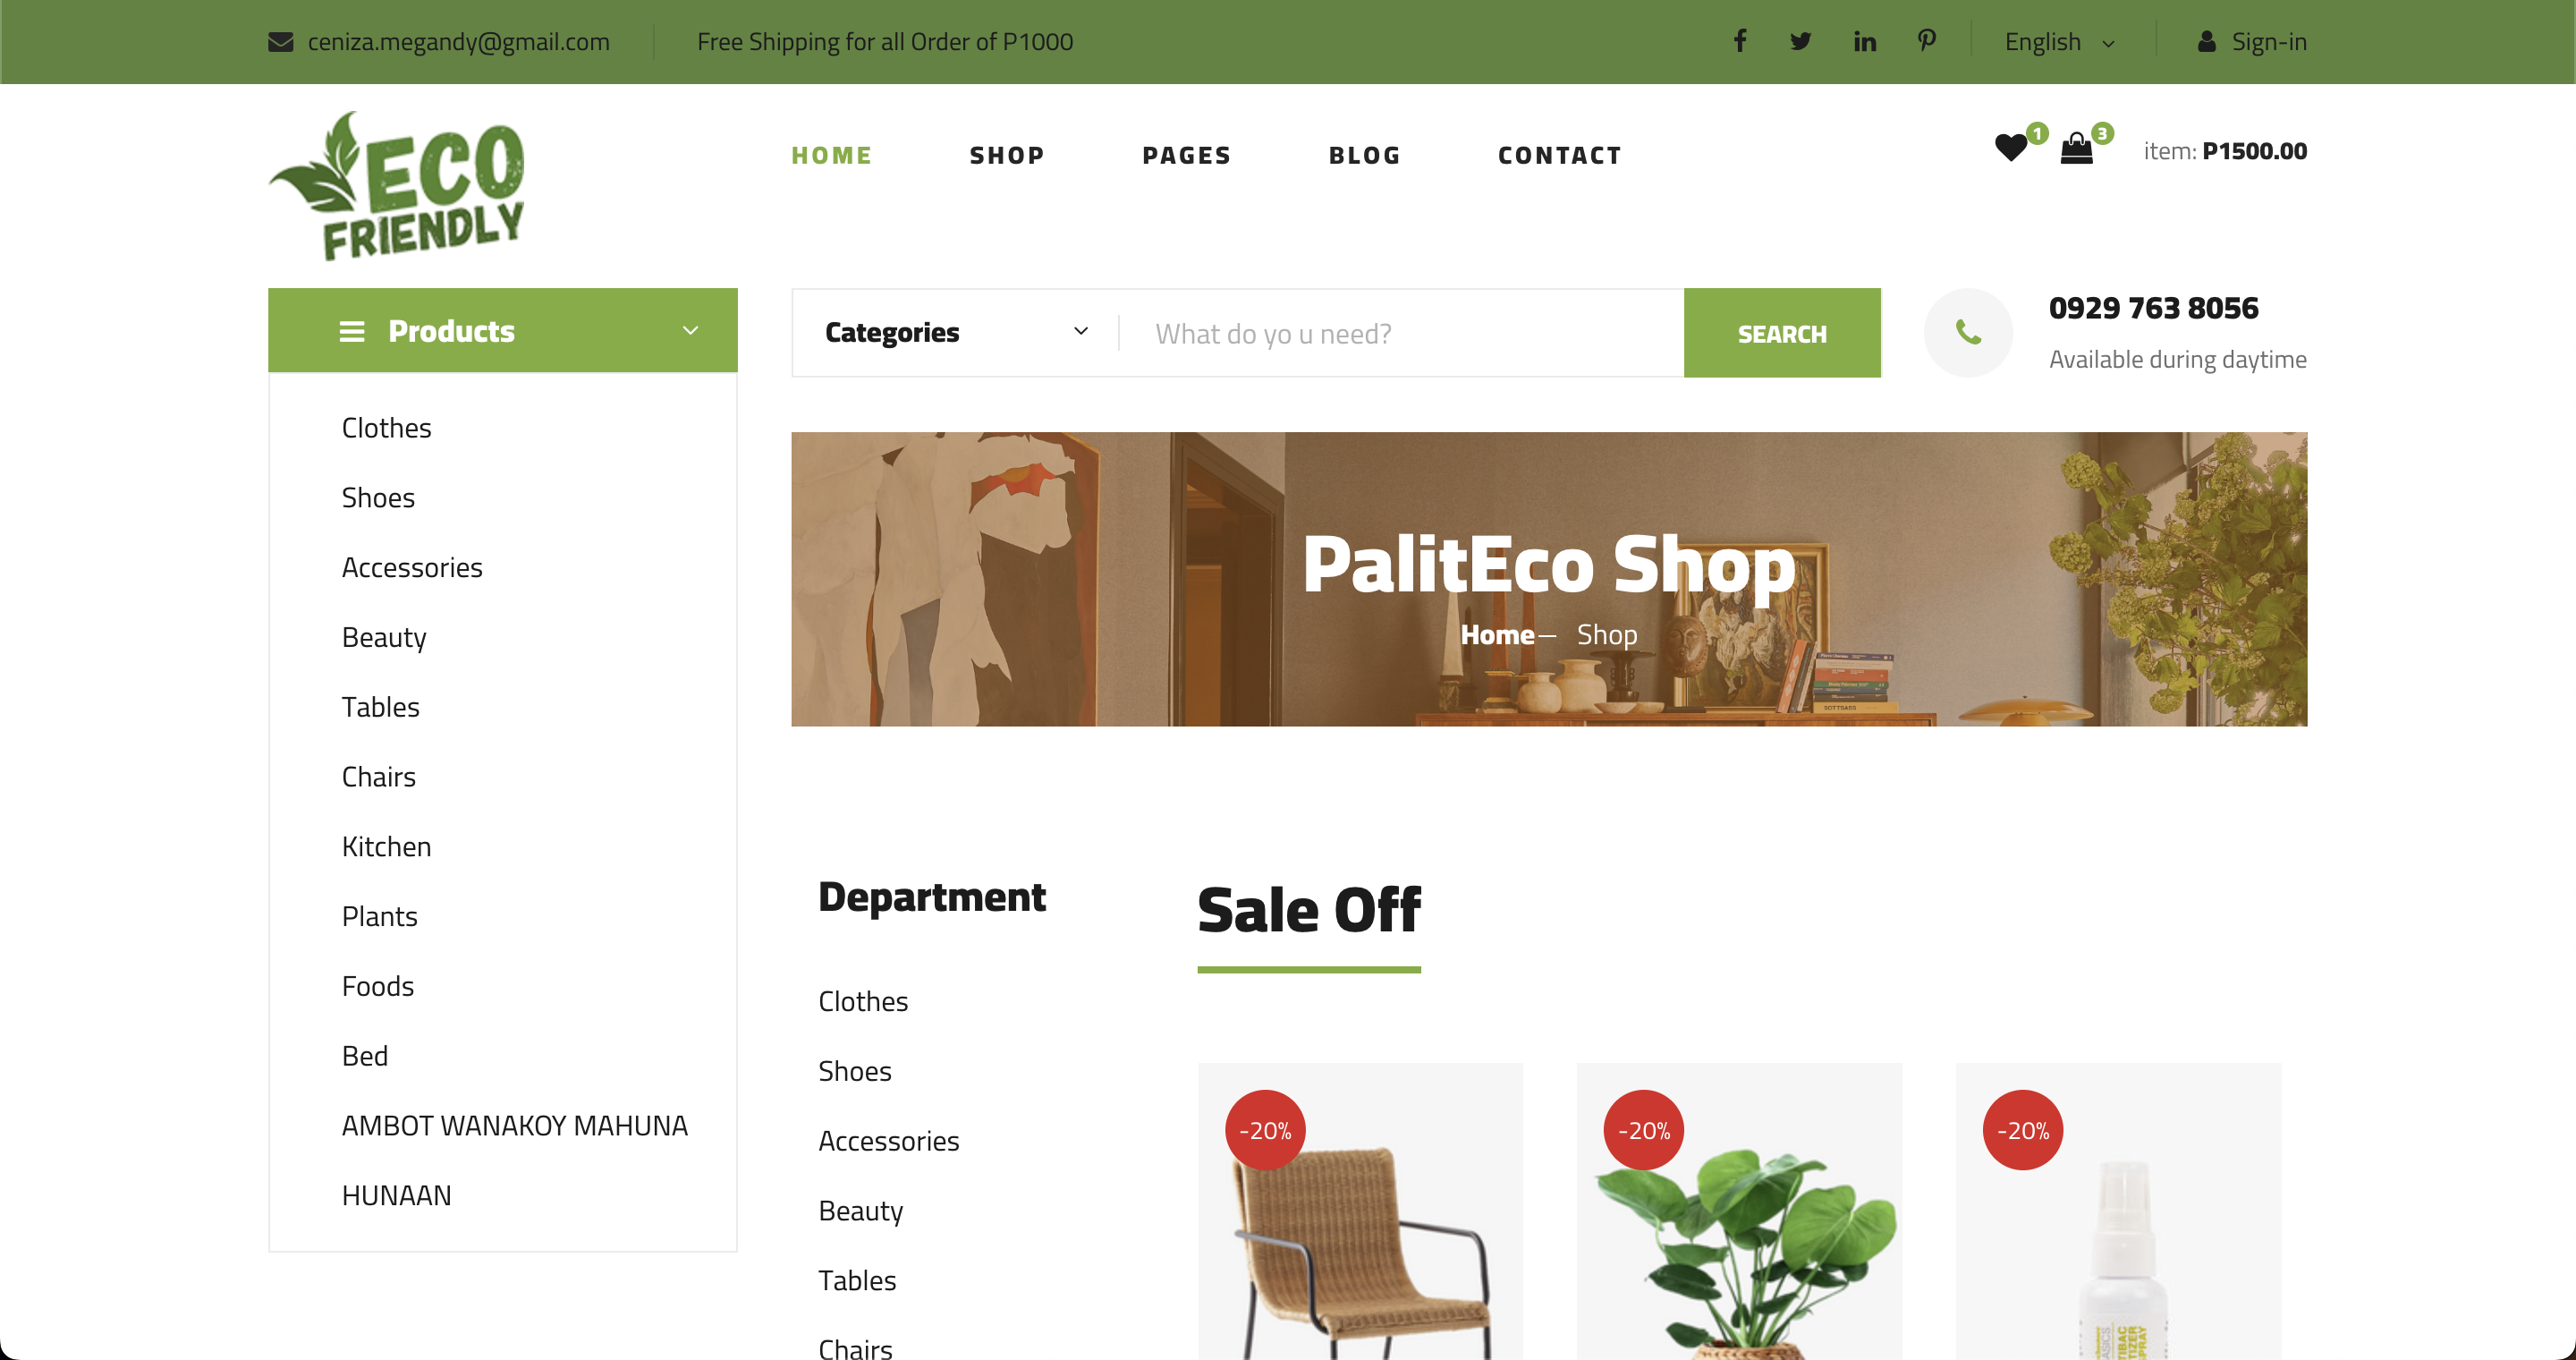 ceniza.megandy@gmail.com
Free Shipping for all Order of P1000
English
Sign-in
ECO
FRIENDLY
HOME
SHOP
PAGES
BLOG
CONTACT
1
3
item: P1500.00
Products
Categories
What do yo u need?
SEARCH
0929 763 8056
Available during daytime
Clothes
Shoes
Accessories
Beauty
Tables
Chairs
Kitchen
Plants
Foods
Bed
AMBOT WANAKOY MAHUNA
HUNAAN
PalitEco Shop
Home— Shop
SOTTSASS
Department
Clothes
Shoes
Accessories
Beauty
Tables
Chairs
Sale Off
-20%
-20%
-20%